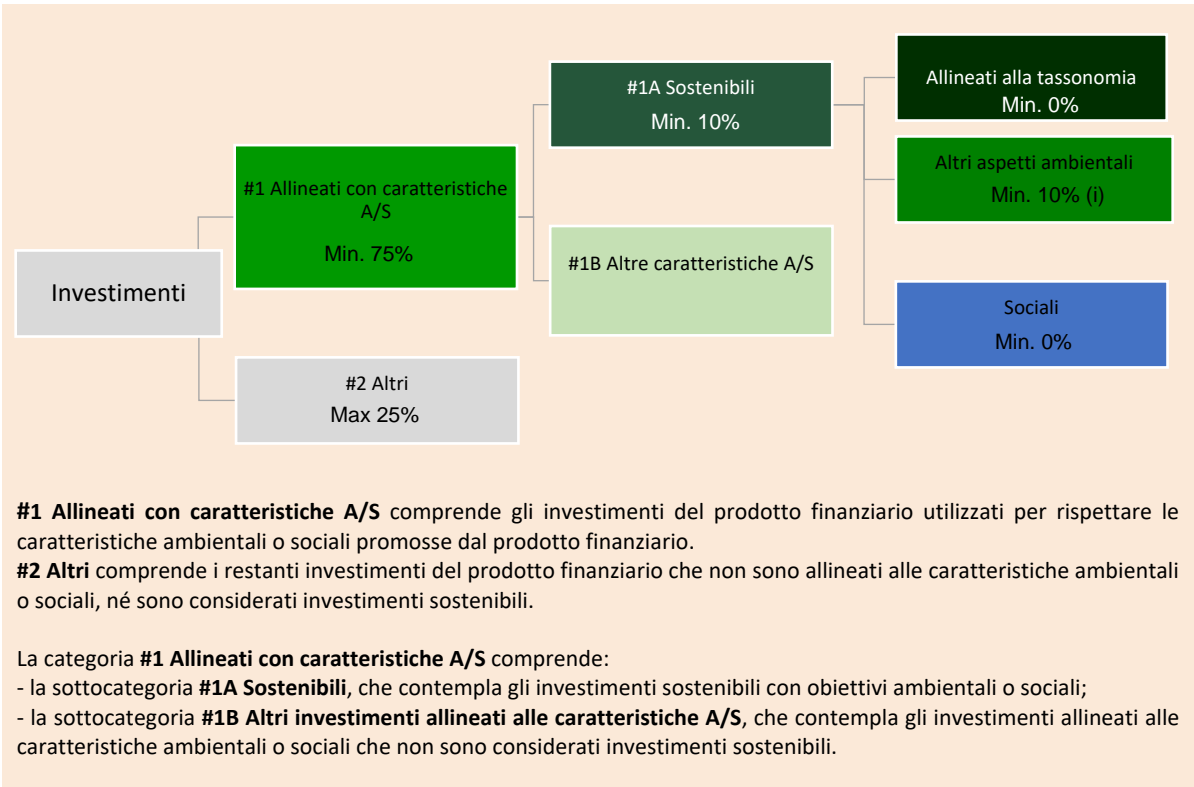 Investimenti
#1 Allineati con caratteristiche
A/S
Min. 75%
#2 Altri
Max 25%
#1A Sostenibili
Min. 10%
#1B Altre caratteristiche A/S
Allineati alla tassonomia
Min. 0%
Altri aspetti ambientali
Min. 10% (i)
Sociali
Min. 0%
#1 Allineati con caratteristiche A/S comprende gli investimenti del prodotto finanziario utilizzati per rispettare le
caratteristiche ambientali o sociali promosse dal prodotto finanziario.
#2 Altri comprende i restanti investimenti del prodotto finanziario che non sono allineati alle caratteristiche ambientali
o sociali, né sono considerati investimenti sostenibili.
La categoria #1 Allineati con caratteristiche A/S comprende:
- la sottocategoria #1A Sostenibili, che contempla gli investimenti sostenibili con obiettivi ambientali o sociali;
- la sottocategoria #1B Altri investimenti allineati alle caratteristiche A/S, che contempla gli investimenti allineati alle
caratteristiche ambientali o sociali che non sono considerati investimenti sostenibili.